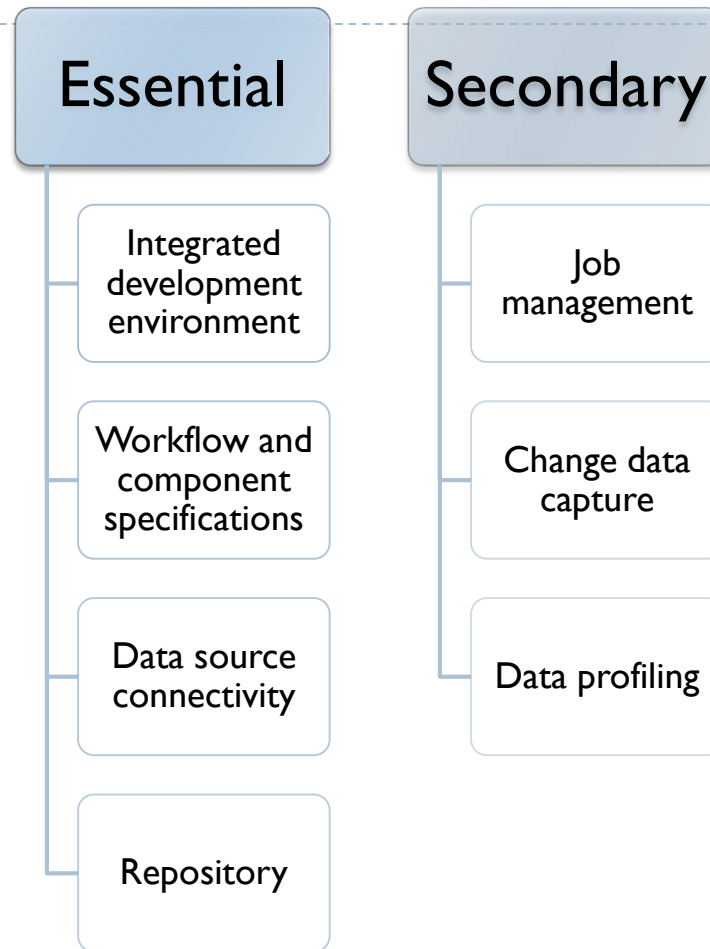 Essential
Integrated
development
environment
Workflow and
component
specifications
Data source
connectivity
Repository
Secondary
Job
management
Change data
capture
Data profiling